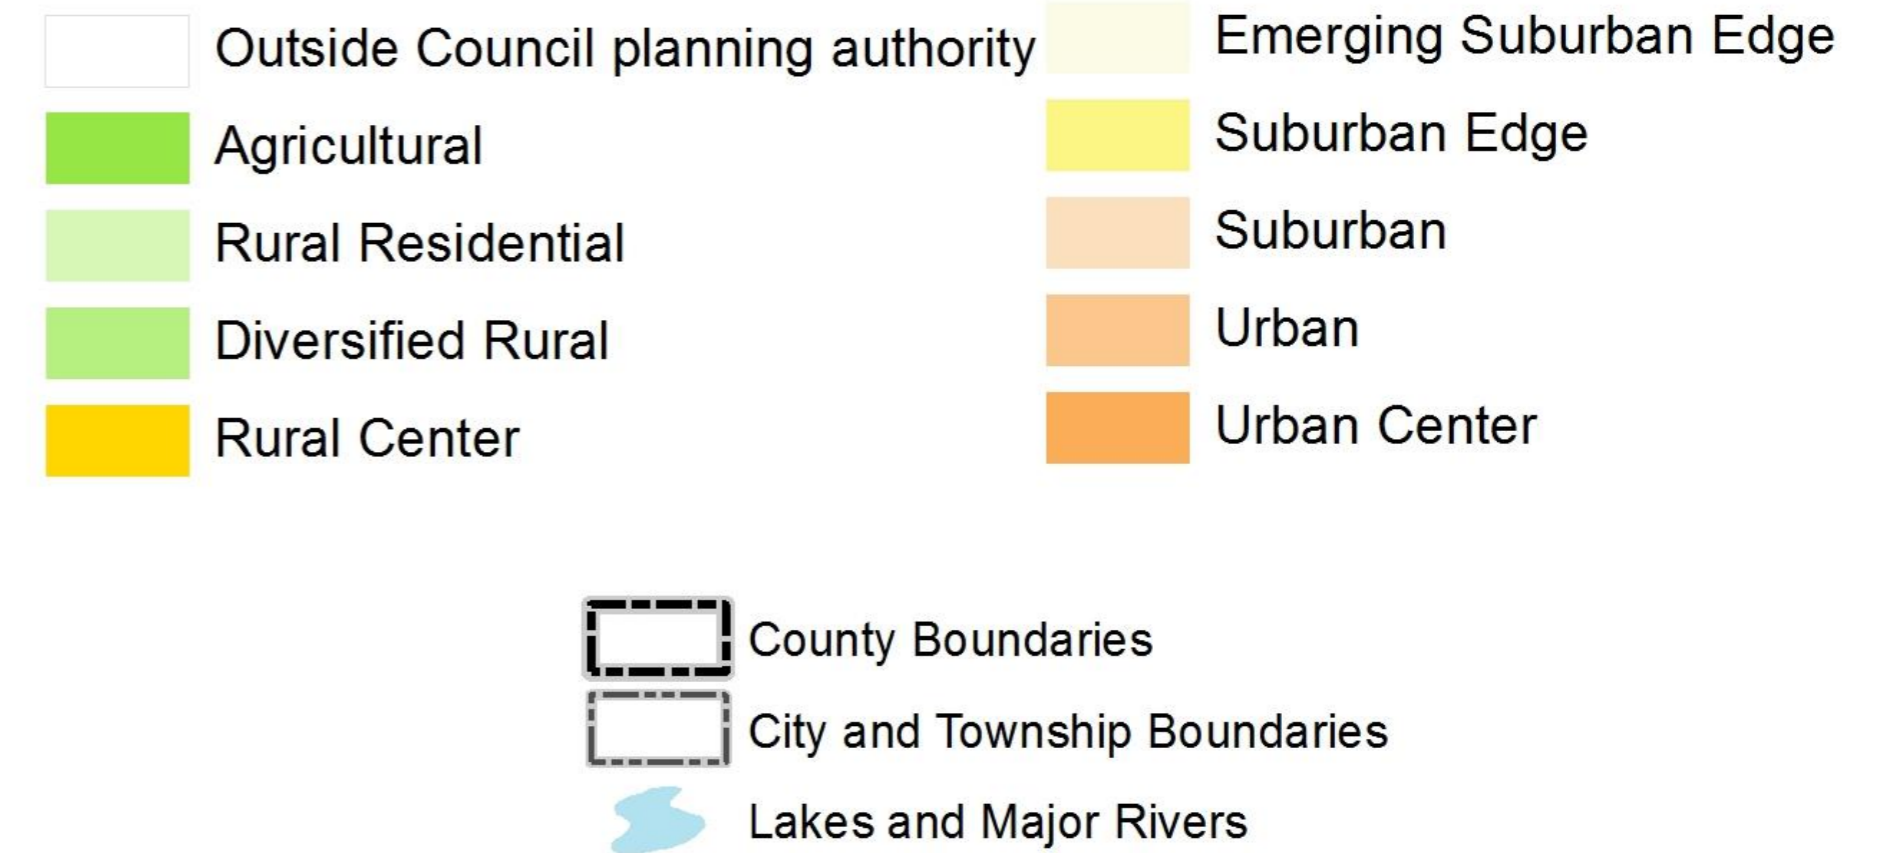 Outside Council planning authority
Agricultural
Rural Residential
Diversified Rural
Rural Center
Emerging Suburban Edge
Suburban Edge
Suburban
Urban
Urban Center
County Boundaries
City and Township Boundaries
Lakes and Major Rivers